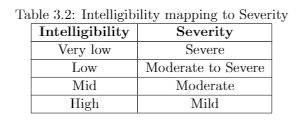 Table 3.2: Intelligibility mapping to Severity
Intelligibility Severity
Very low Severe
Low Moderate to Severe
Mid Moderate
High Mild